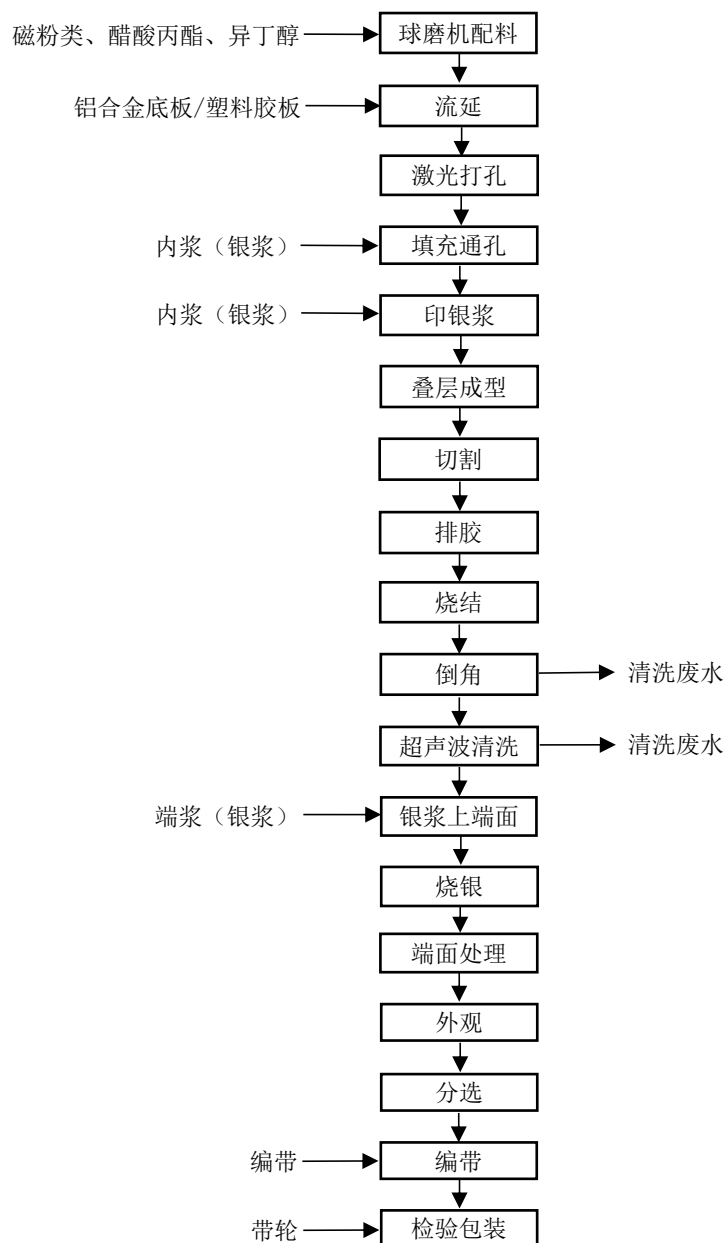 磁粉类、醋酸丙酯、异丁醇
球磨机配料
铝合金底板/塑料胶板
流延
激光打孔
内浆（银浆）
填充通孔
内浆（银浆）
印银浆
叠层成型
切割
排胶
烧结
倒角
清洗废水
超声波清洗
清洗废水
端浆（银浆）
银浆上端面
烧银
端面处理
外观
分选
编带
编带
带轮
检验包装